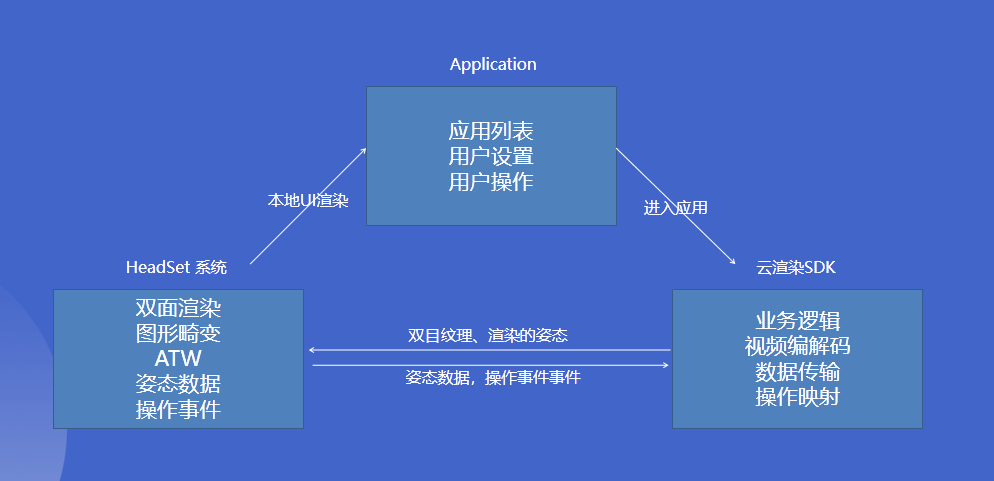 Application
应用列表
用户设置
用户操作
本地UI渲染
进入应用
HeadSet 系统
云渲染SDK
双面渲染
图形畸变
ATW
姿态数据
操作事件
双目纹理、渲染的姿态
姿态数据，操作事件事件
业务逻辑
视频编解码
数据传输
操作映射